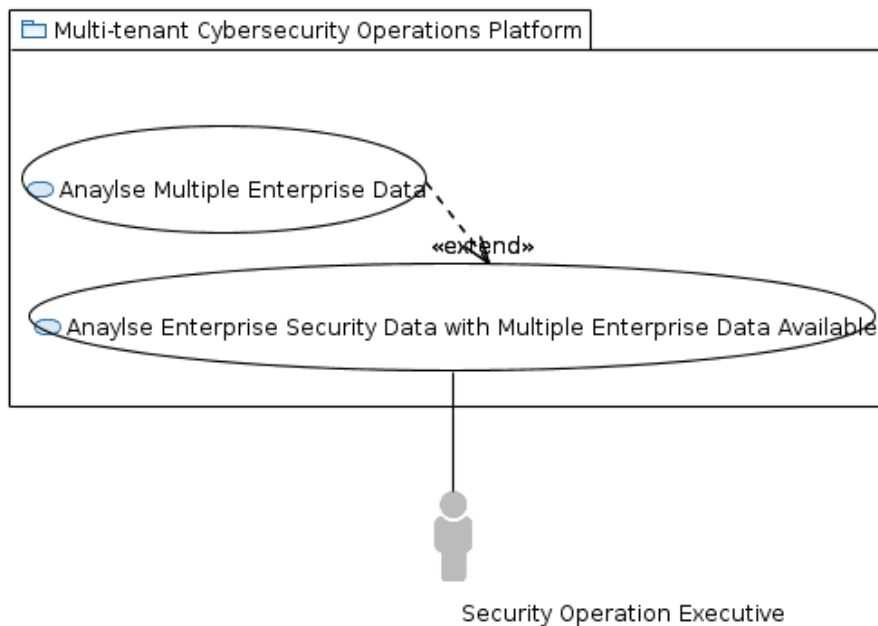 Multi-tenant Cybersecurity Operations Platform
Anaylse Multiple Enterprise Data
«extend»
Anaylse Enterprise Security Data with Multiple Enterprise Data Available
Security Operation Executive